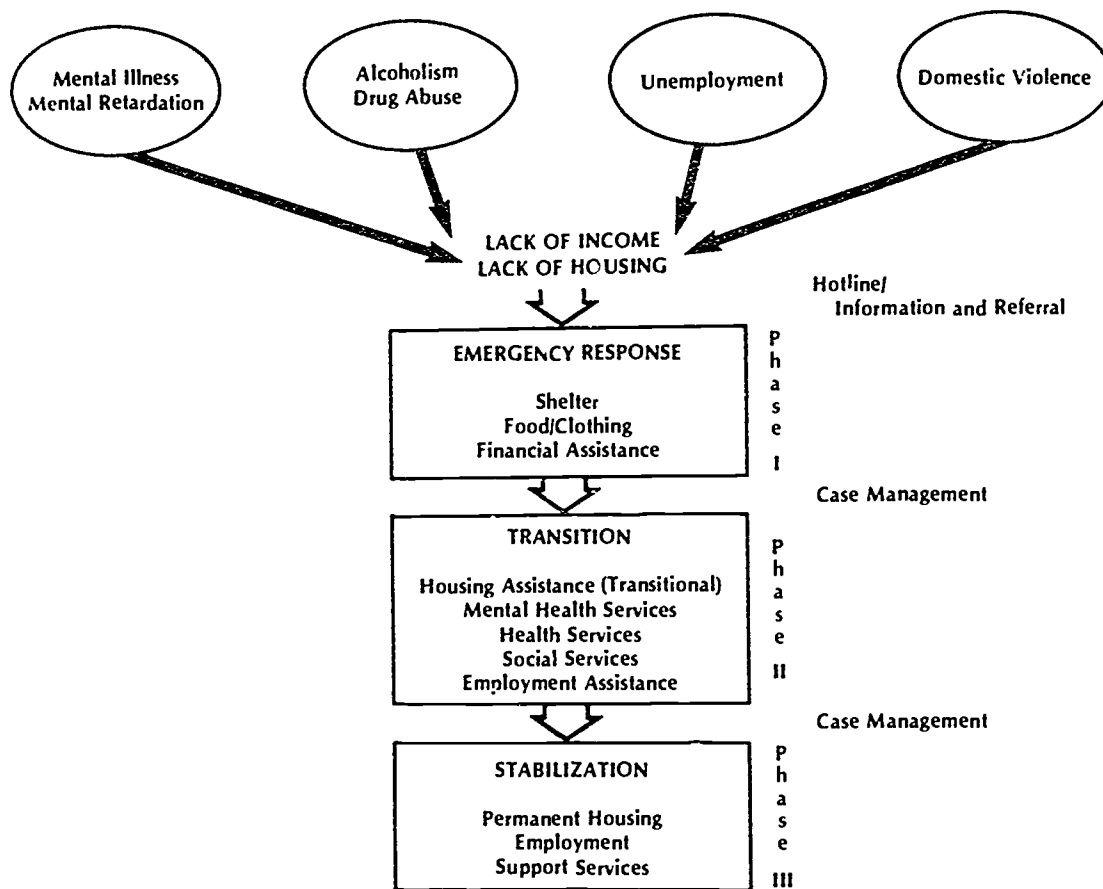 Mental Illness
Mental Retardation
Alcoholism
Drug Abuse
Unemployment
Domestic Violence
LACK OF INCOME
LACK OF HOUSING
Hotline/
Information and Referral
EMERGENCY RESPONSE
Shelter
Food/Clothing
Financial Assistance
Phase I
Case Management
TRANSITION
Housing Assistance (Transitional)
Mental Health Services
Health Services
Social Services
Employment Assistance
Phase II
Case Management
STABILIZATION
Permanent Housing
Employment
Support Services
Phase III